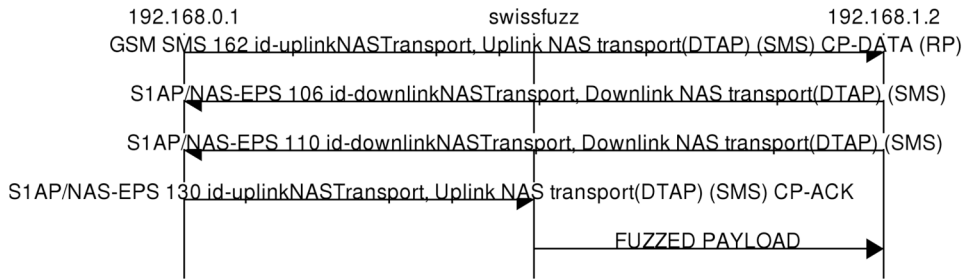 192.168.0.1 swissfuzz 192.168.1.2
GSM SMS 162 id-uplinkNASTransport, Uplink NAS transport(DTAP) (SMS) CP-DATA (RP)
S1AP/NAS-EPS 106 id-downlinkNASTransport, Downlink NAS transport(DTAP) (SMS)
S1AP/NAS-EPS 110 id-downlinkNASTransport, Downlink NAS transport(DTAP) (SMS)
S1AP/NAS-EPS 130 id-uplinkNASTransport, Uplink NAS transport(DTAP) (SMS) CP-ACK
FUZZED PAYLOAD